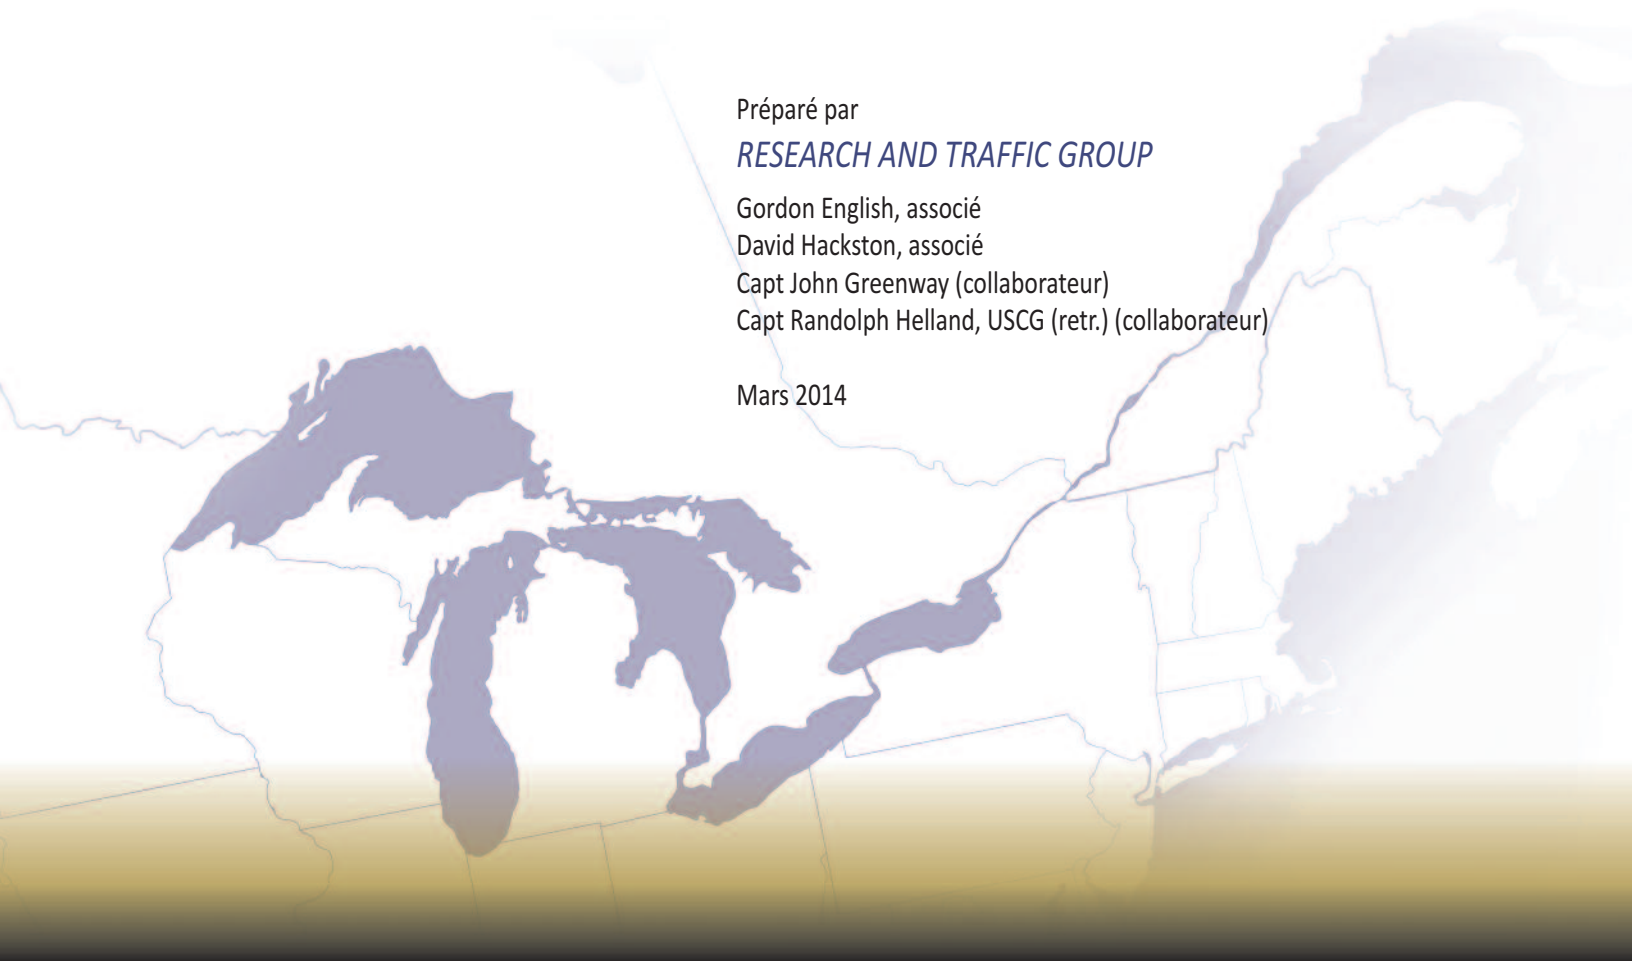 Préparé par
RESEARCH AND TRAFFIC GROUP
Gordon English, associé
David Hackston, associé
Capt John Greenway (collaborateur)
Capt Randolph Helland, USCG (retr.) (collaborateur)
Mars 2014